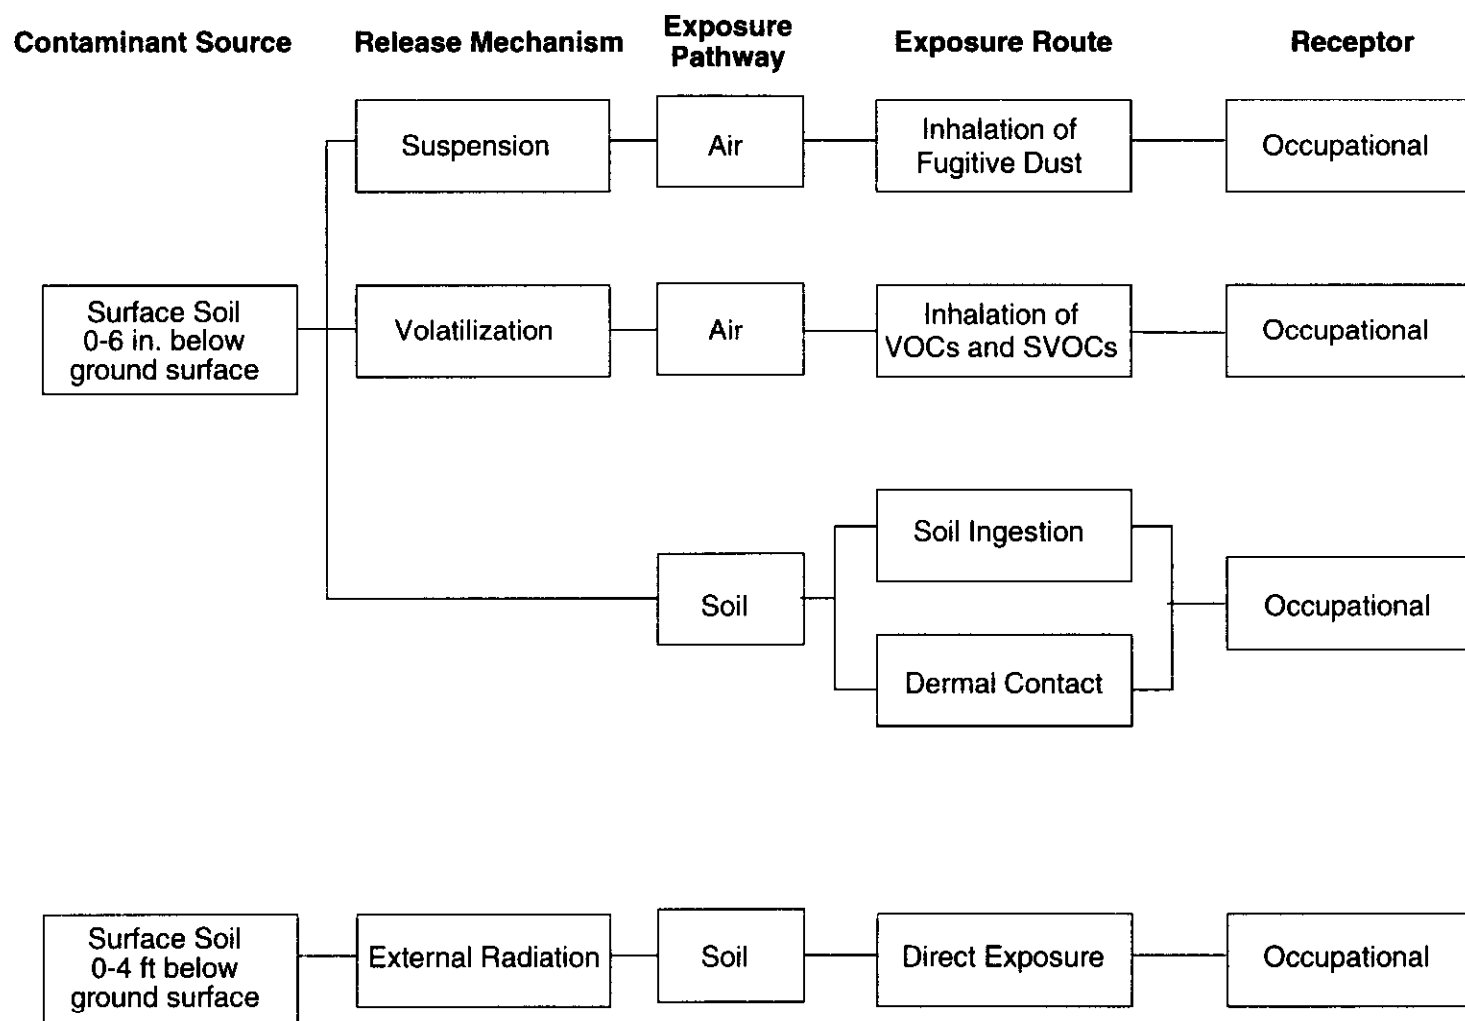 Contaminant Source
Release Mechanism
Exposure
Pathway
Exposure Route
Receptor
Suspension
Air
Inhalation of
Fugitive Dust
Occupational
Surface Soil
0-6 in. below
ground surface
Volatilization
Air
Inhalation of
VOCs and SVOCs
Occupational
Soil
Soil Ingestion
Dermal Contact
Occupational
Surface Soil
0-4 ft below
ground surface
External Radiation
Soil
Direct Exposure
Occupational